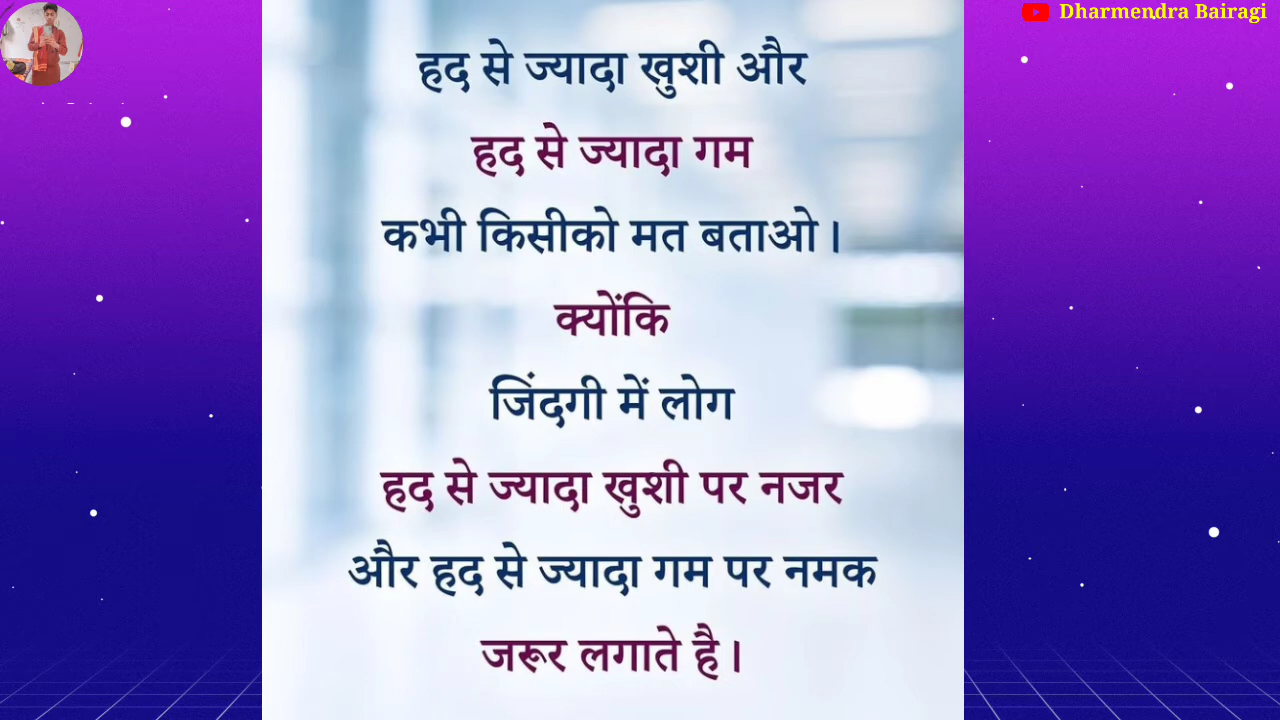 Dharmendra Bairagi
हद से ज्यादा खुशी और
हद से ज्यादा गम
कभी किसीको मत बताओ।
क्योंकि
जिंदगी में लोग
हद से ज्यादा खुशी पर नजर
और हद से ज्यादा गम पर नमक
जरूर लगाते है।